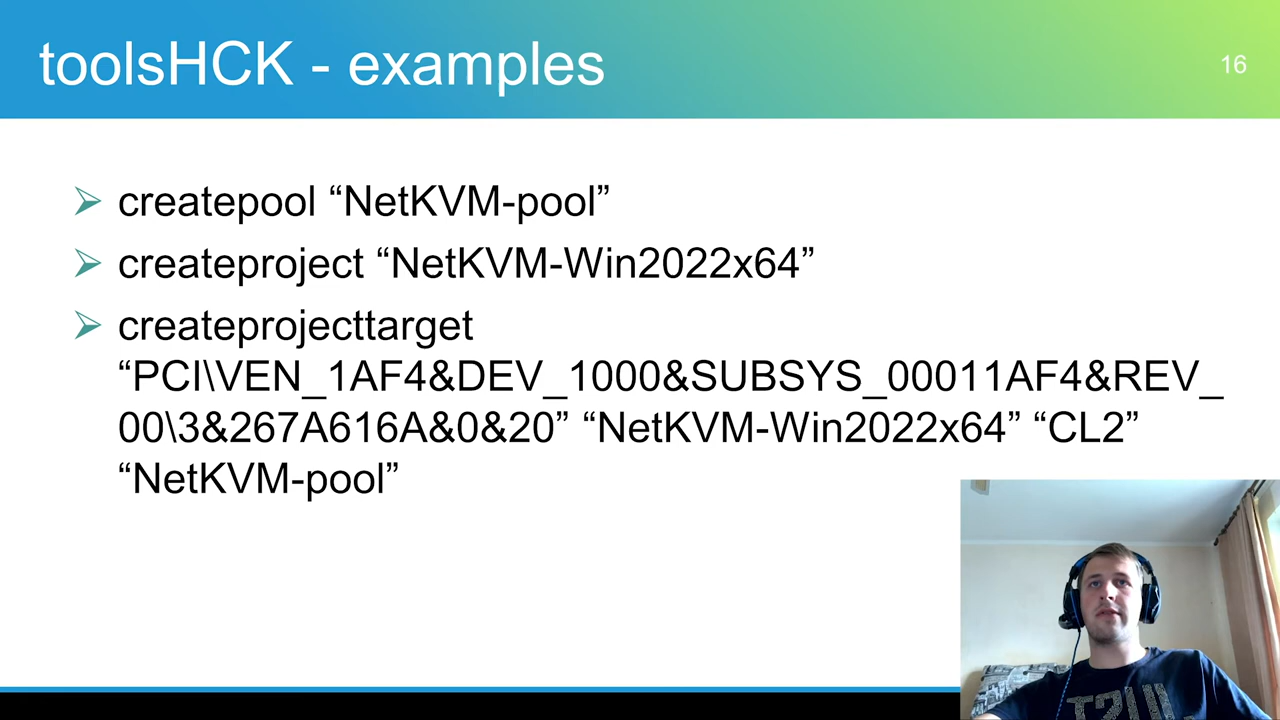 toolsHCK - examples
16
createpool “NetKVM-pool”
createproject “NetKVM-Win2022x64”
createprojecttarget
“PCI\VEN_1AF4&DEV_1000&SUBSYS_00011AF4&REV_
00\3&267A616A&0&20” “NetKVM-Win2022x64” “CL2”
“NetKVM-pool”